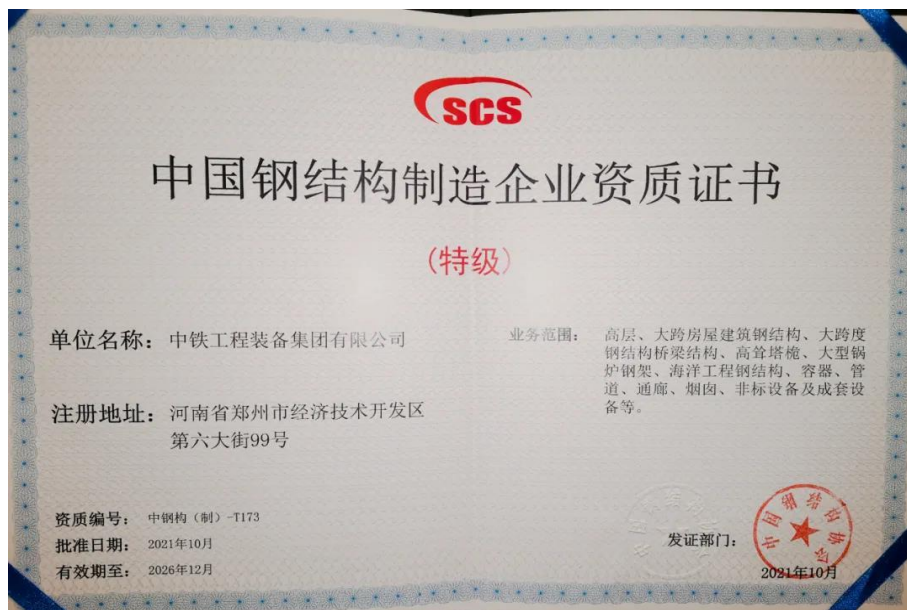 SCS
中国钢结构制造企业资质证书
(特级)
单位名称：中铁工程装备集团有限公司
注册地址：河南省郑州市经济技术开发区
第六大街99号
业务范围：高层、大跨房屋建筑钢结构、大跨度
钢结构桥梁结构、高耸塔桅、大型锅
炉钢架、海洋工程钢结构、容器、管
道、通廊、烟囱、非标设备及成套设
备等。
资质编号：中钢构（制）-T173
批准日期：2021年10月
有效期至：2026年12月
发证部门：
中国钢结构协会
2021年10月